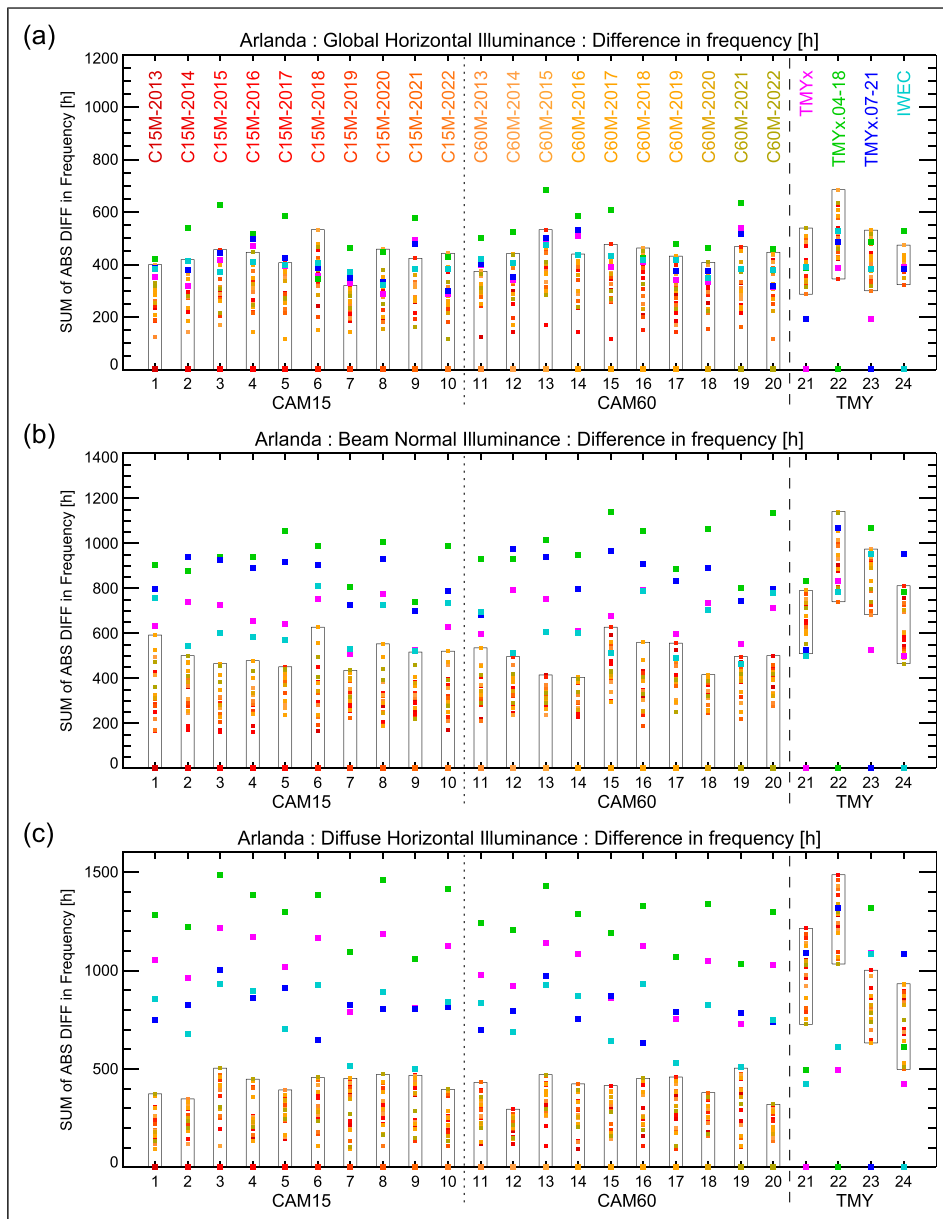 (a)
Arlanda : Global Horizontal Illuminance : Difference in frequency [h]
SUM of ABS DIFF in Frequency [h]
1200
1000
800
600
400
200
0
C15M-2013
C15M-2014
C15M-2015
C15M-2016
C15M-2017
C15M-2018
C15M-2019
C15M-2020
C15M-2021
C15M-2022
C60M-2013
C60M-2014
C60M-2015
C60M-2016
C60M-2017
C60M-2018
C60M-2019
C60M-2020
C60M-2021
C60M-2022
TMYx
TMYx.04-18
TMYx.07-21
IWEC
1 2 3 4 5 6 7 8 9 10 11 12 13 14 15 16 17 18 19 20 21 22 23 24
CAM15 CAM60 TMY
(b)
Arlanda : Beam Normal Illuminance : Difference in frequency [h]
SUM of ABS DIFF in Frequency [h]
1400
1200
1000
800
600
400
200
0
1 2 3 4 5 6 7 8 9 10 11 12 13 14 15 16 17 18 19 20 21 22 23 24
CAM15 CAM60 TMY
(c)
Arlanda : Diffuse Horizontal Illuminance : Difference in frequency [h]
SUM of ABS DIFF in Frequency [h]
1500
1000
500
0
1 2 3 4 5 6 7 8 9 10 11 12 13 14 15 16 17 18 19 20 21 22 23 24
CAM15 CAM60 TMY